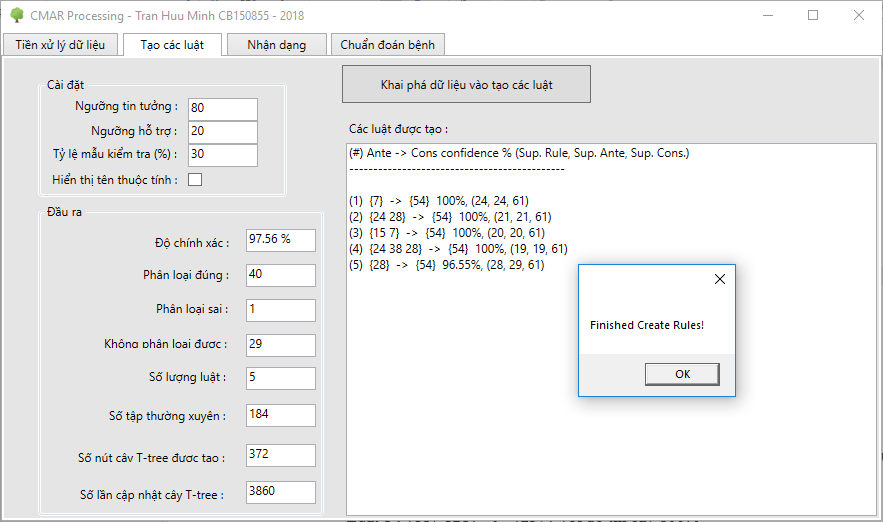 CMAR Processing - Tran Huu Minh CB150855 - 2018
Tiền xử lý dữ liệu
Tạo các luật
Nhận dạng
Chuẩn đoán bệnh
Cài đặt
Ngưỡng tin tưởng : 80
Ngưỡng hỗ trợ : 20
Tỷ lệ mẫu kiểm tra (%) : 30
Hiển thị tên thuộc tính :
Đầu ra
Độ chính xác : 97.56 %
Phân loại đúng : 40
Phân loại sai : 1
Không phân loại được : 29
Số lượng luật : 5
Số tập thường xuyên : 184
Số nút cây T-tree được tạo : 372
Số lần cập nhật cây T-tree : 3860
Khai phá dữ liệu vào tạo các luật
Các luật được tạo :
(#) Ante -> Cons confidence % (Sup. Rule, Sup. Ante, Sup. Cons.)
-------------------------------------------
(1) {7} -> {54} 100%, (24, 24, 61)
(2) {24 28} -> {54} 100%, (21, 21, 61)
(3) {15 7} -> {54} 100%, (20, 20, 61)
(4) {24 38 28} -> {54} 100%, (19, 19, 61)
(5) {28} -> {54} 96.55%, (28, 29, 61)
Finished Create Rules!
OK